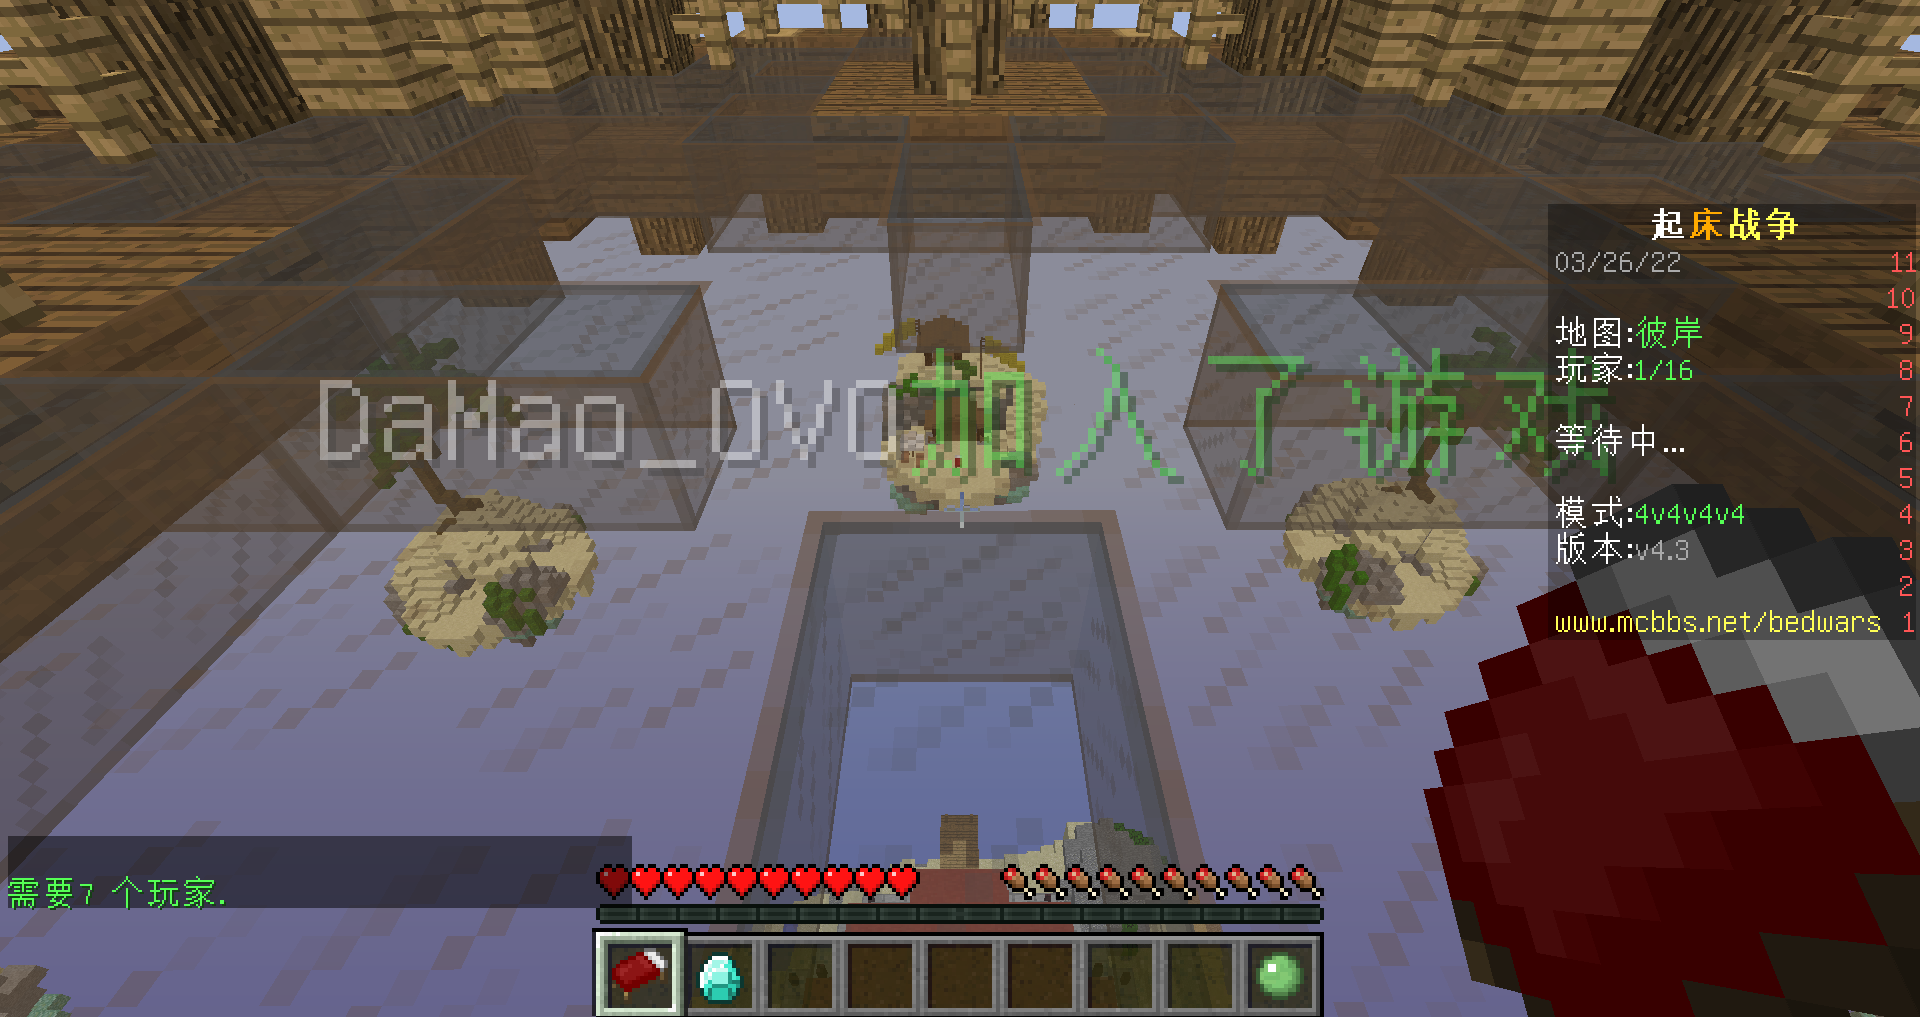 起床战争
03/26/22 11
10
地图:彼岸 9
玩家:1/16 8
7
等待中... 6
5
模式:4v4v4v4 4
版本:v4.3 3
2
www.mcbbs.net/bedwars 1
DaMao_OVO加入了游戏
需要7 个玩家.